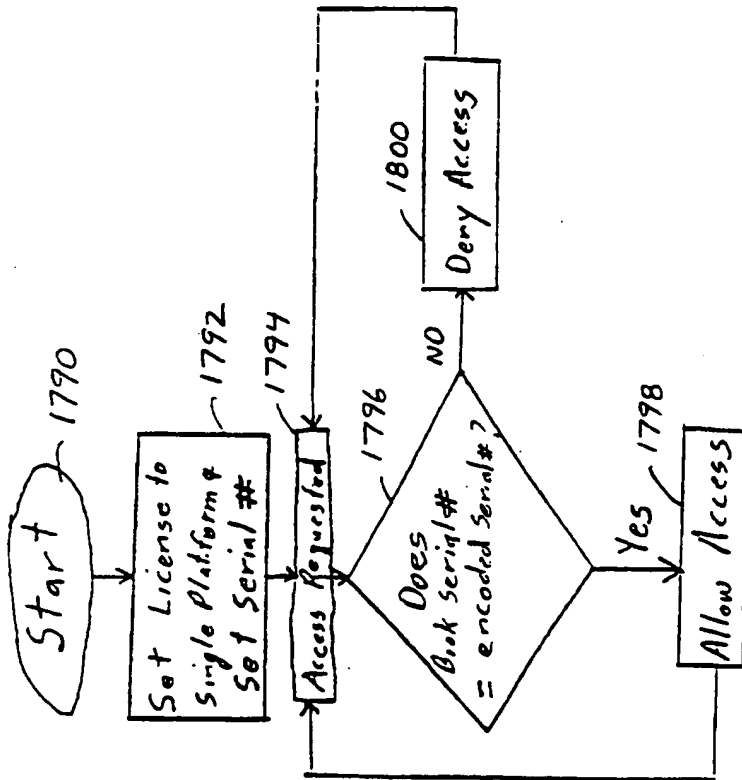 Start
1790
Set License to
Single Platform &
Set Serial #
1792
Access Requested
1794
Does
Book Serial #
= encoded Serial #?
1796
NO
Deny Access
1800
Yes
Allow Access
1798